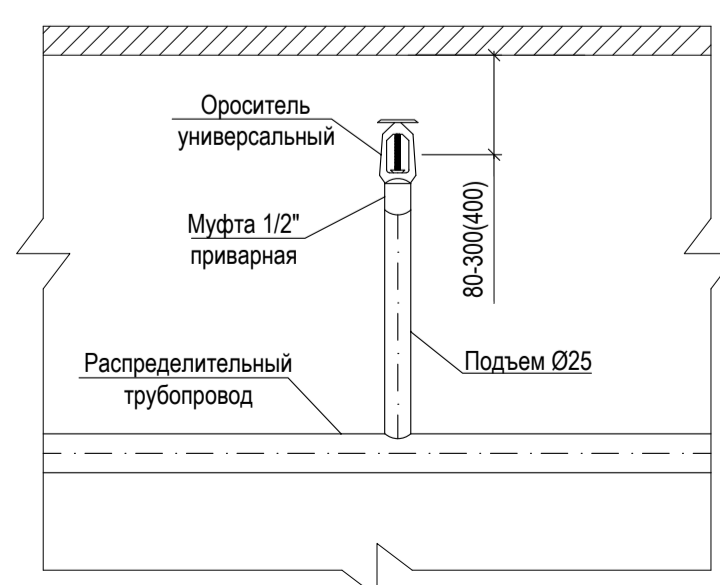 Ороситель
универсальный
Муфта 1/2"
приварная
80-300(400)
Распределительный
трубопровод
Подъем Ø25